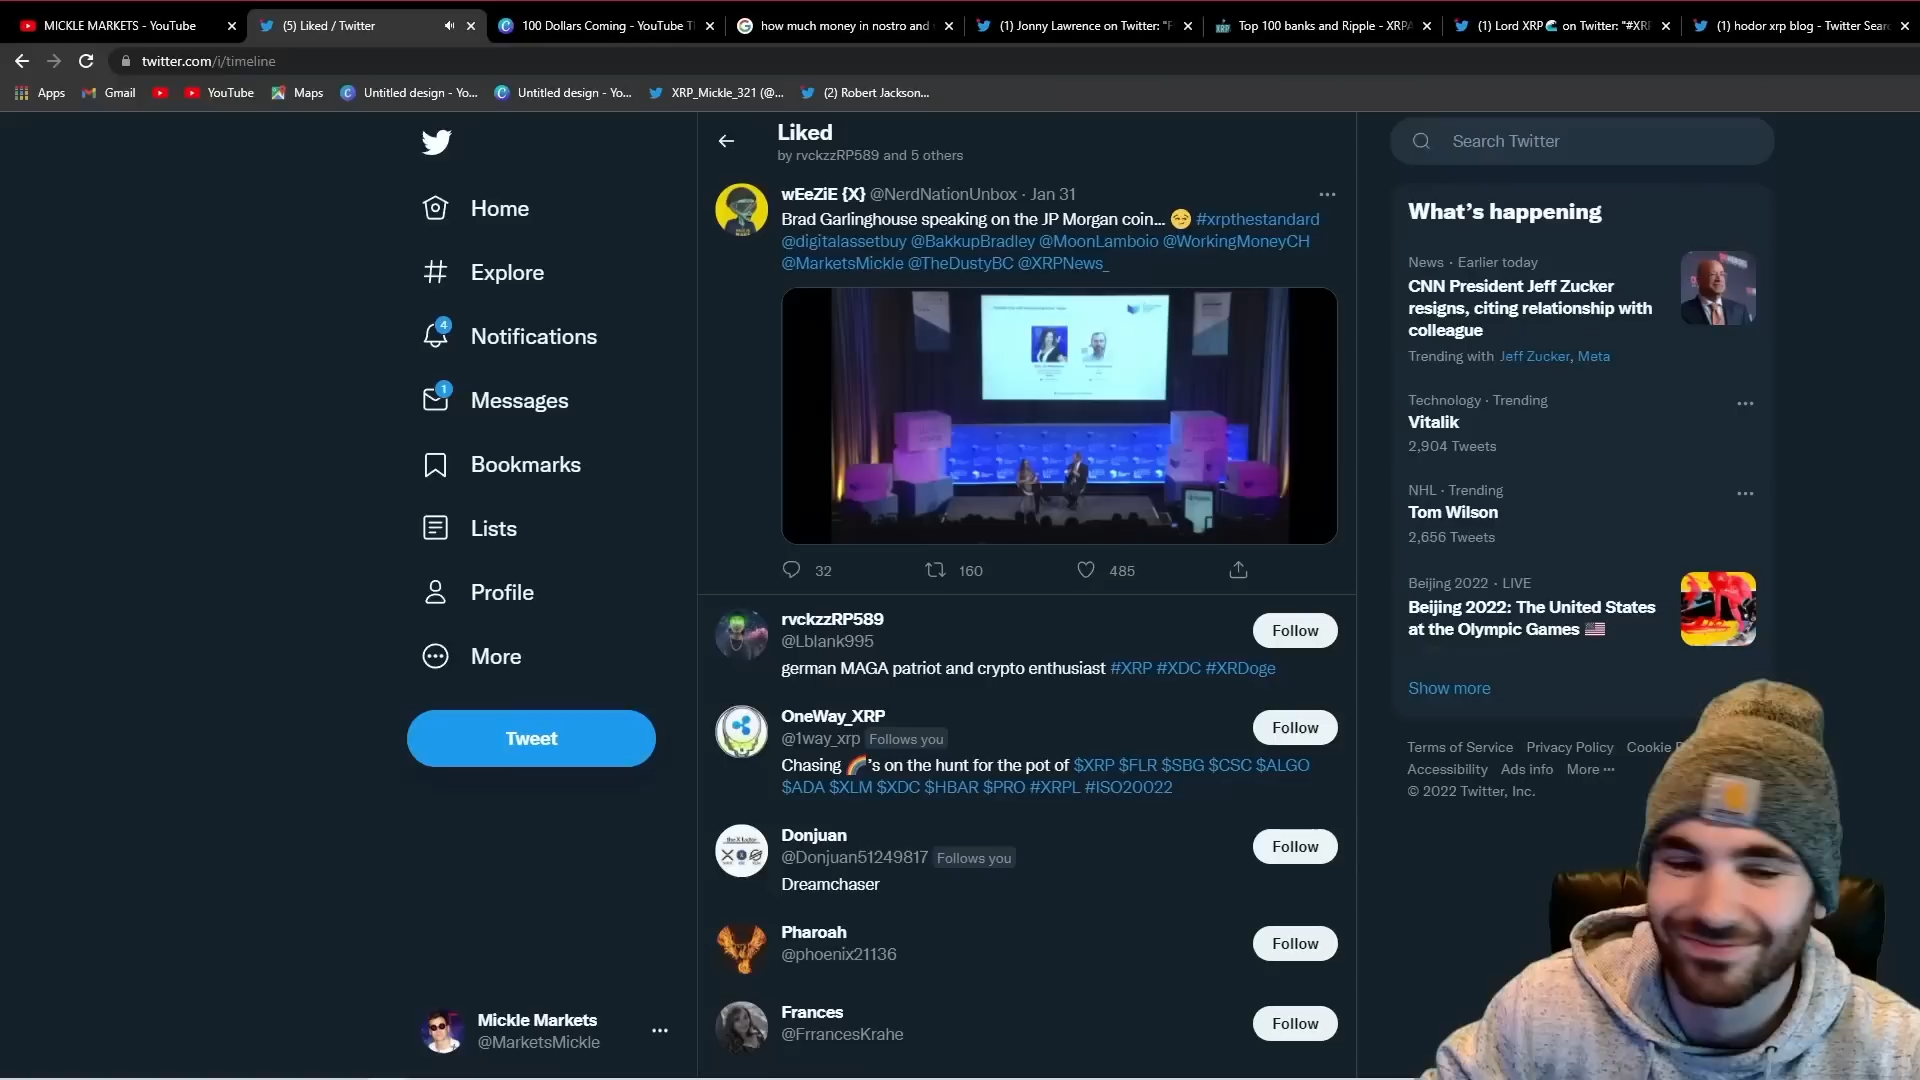 MICKLE MARKETS - YouTube
(5) Liked / Twitter
100 Dollars Coming - YouTube T
how much money in nostro and
(1) Jonny Lawrence on Twitter: "F
Top 100 banks and Ripple - XRPA
(1) Lord XRP🌊 on Twitter: "#XRI
(1) hodor xrp blog - Twitter Searc
twitter.com/i/timeline
Apps
Gmail
YouTube
Maps
Untitled design - Yo...
Untitled design - Yo...
XRP_Mickle_321 (@...
(2) Robert Jackson...
Home
Explore
4
Notifications
1
Messages
Bookmarks
Lists
Profile
More
Tweet
Mickle Markets
@MarketsMickle
Liked
by rvckzzRP589 and 5 others
wEeZiE {X} @NerdNationUnbox · Jan 31
Brad Garlinghouse speaking on the JP Morgan coin... 😏 #xrpthestandard
@digitalassetbuy @BakkupBradley @MoonLamboio @WorkingMoneyCH
@MarketsMickle @TheDustyBC @XRPNews_
32
160
485
rvckzzRP589
@Lblank995
Follow
german MAGA patriot and crypto enthusiast #XRP #XDC #XRDoge
OneWay_XRP
@1way_xrp Follows you
Follow
Chasing 🌈's on the hunt for the pot of $XRP $FLR $SBG $CSC $ALGO
$ADA $XLM $XDC $HBAR $PRO #XRPL #ISO20022
Donjuan
@Donjuan51249817 Follows you
Follow
Dreamchaser
Pharoah
@phoenix21136
Follow
Frances
@FrrancesKrahe
Follow
Search Twitter
What's happening
News · Earlier today
CNN President Jeff Zucker
resigns, citing relationship with
colleague
Trending with Jeff Zucker, Meta
Technology · Trending
Vitalik
2,904 Tweets
NHL · Trending
Tom Wilson
2,656 Tweets
Beijing 2022 · LIVE
Beijing 2022: The United States
at the Olympic Games 🇺🇸
Show more
Terms of Service Privacy Policy Cookie
Accessibility Ads info More ···
© 2022 Twitter, Inc.